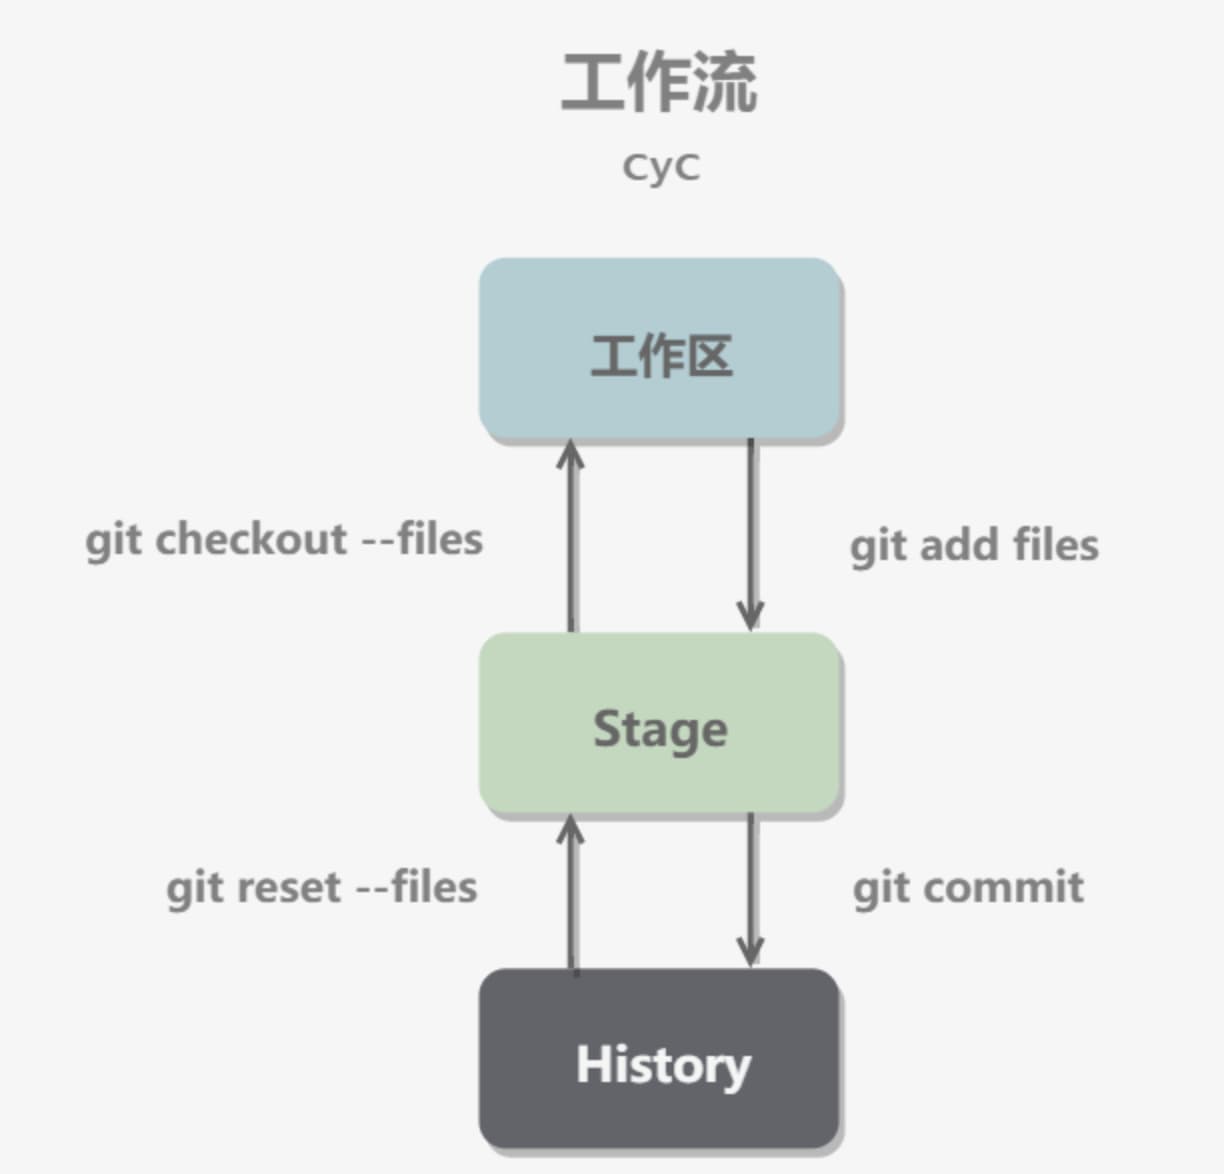 工作流
CyC
工作区
git checkout --files
git add files
Stage
git reset --files
git commit
History